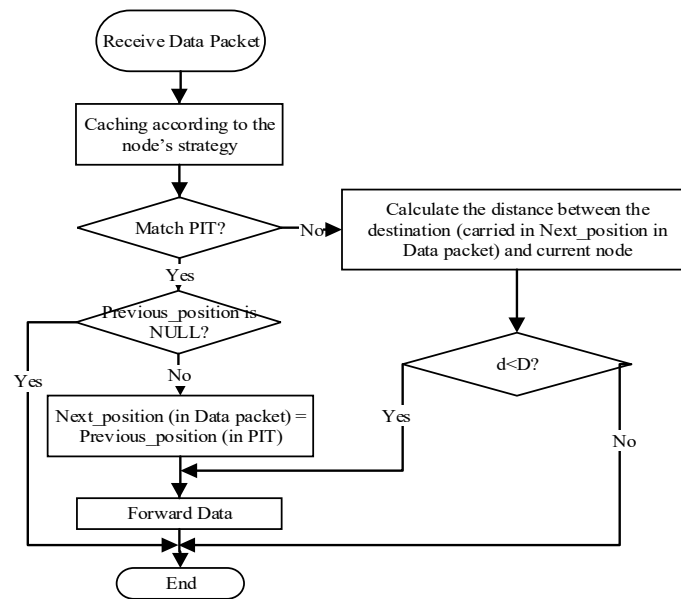 Receive Data Packet
Caching according to the
node's strategy
Match PIT?
No
Calculate the distance between the
destination (carried in Next_position in
Data packet) and current node
Yes
Previous_position is
NULL?
d<D?
Yes
No
Next_position (in Data packet) =
Previous_position (in PIT)
Yes
No
Forward Data
End